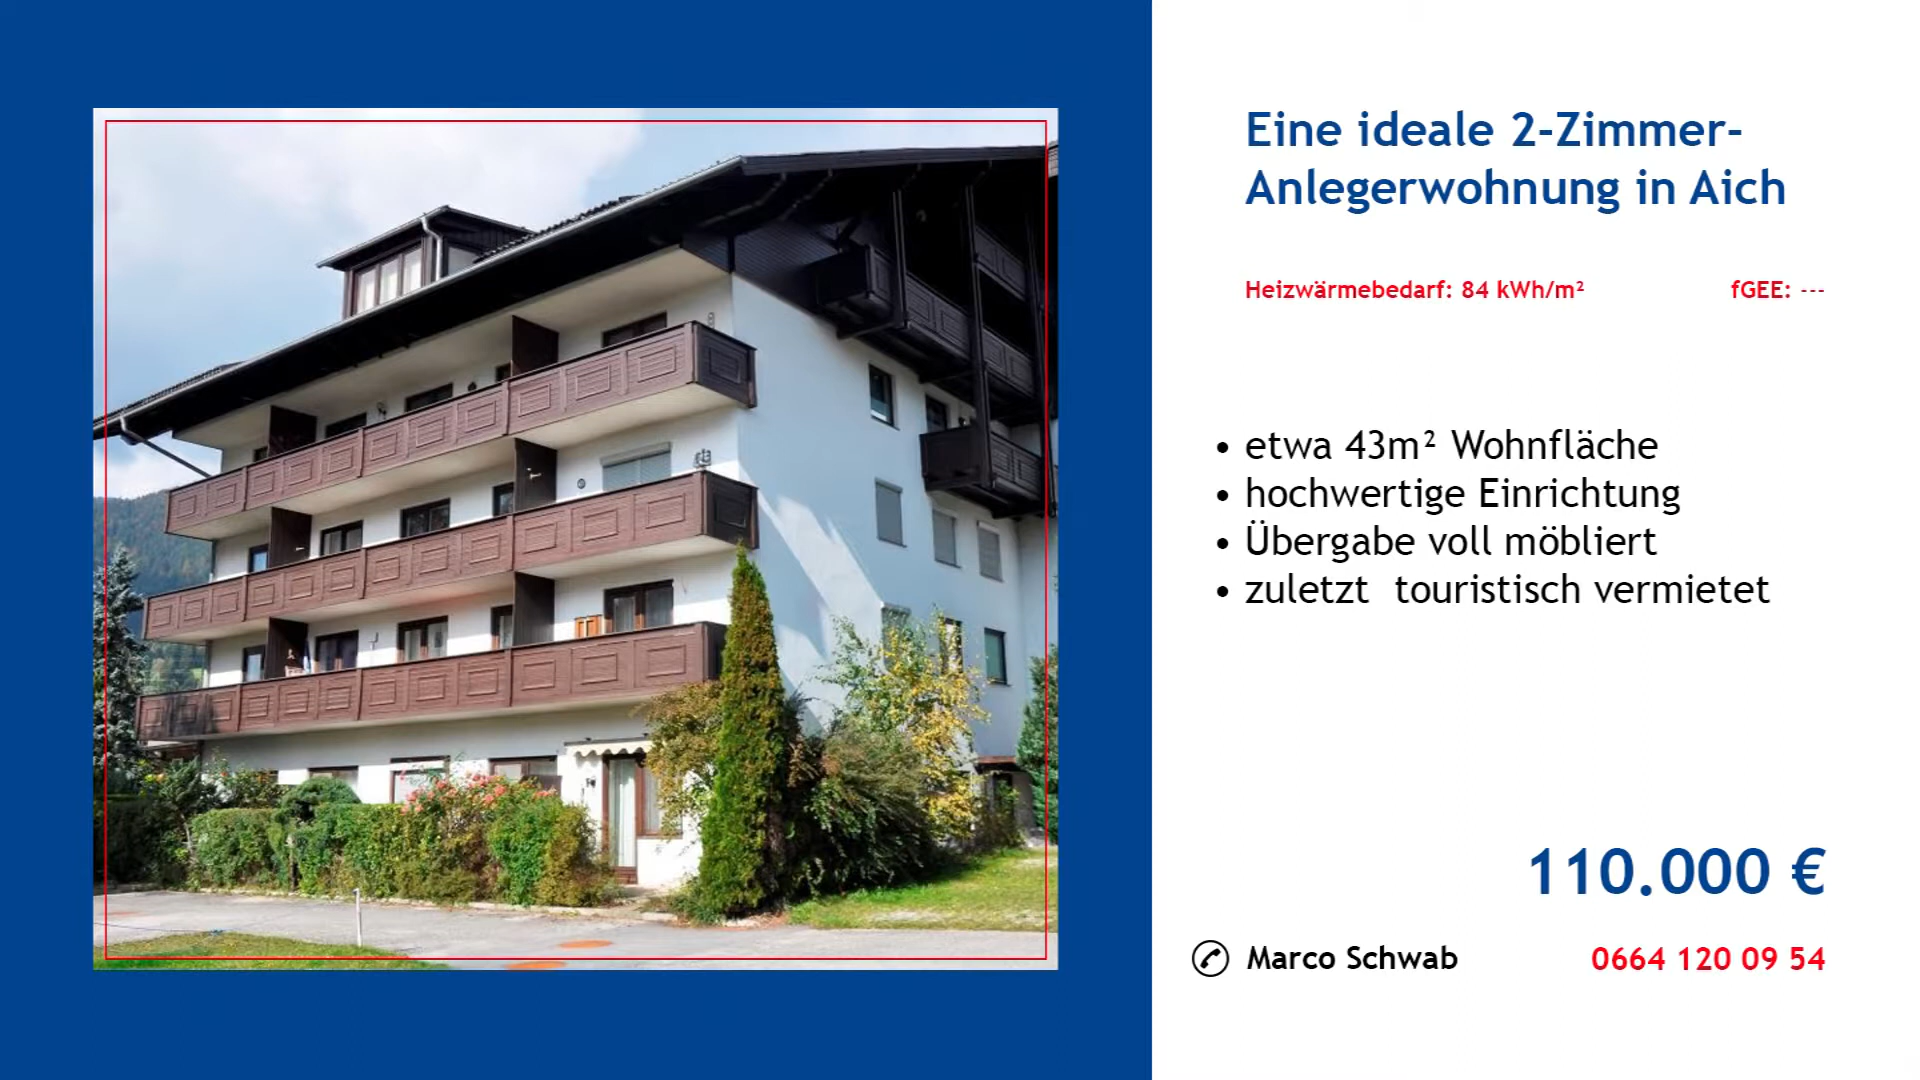 Eine ideale 2-Zimmer-
Anlegerwohnung in Aich
Heizwärmebedarf: 84 kWh/m² fGEE: ---
• etwa 43m² Wohnfläche
• hochwertige Einrichtung
• Übergabe voll möbliert
• zuletzt  touristisch vermietet
110.000 €
Marco Schwab 0664 120 09 54